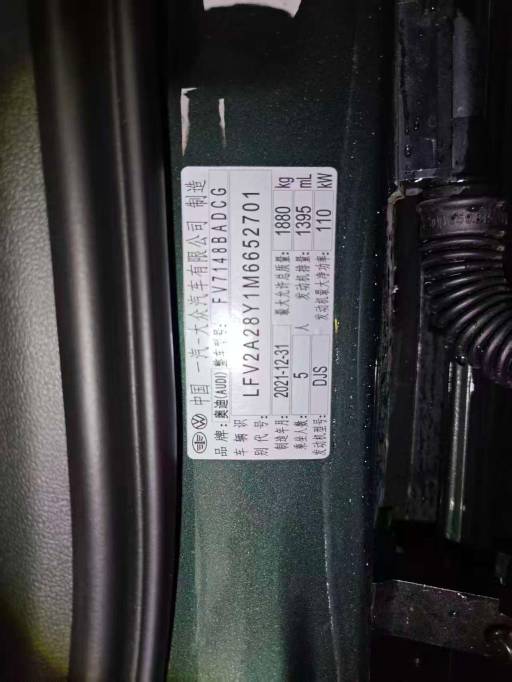 中国 一汽-大众汽车有限公司 制造
品牌:奥迪(AUDI) 整车型号: FV7148BADCG
车辆识别代号: LFV2A28Y1M6652701
制造年月: 2021-12-31 最大允许总质量: 1880 kg
乘坐人数: 5 人 发动机排量: 1395 mL
发动机型号: DJS 发动机最大净功率: 110 kW